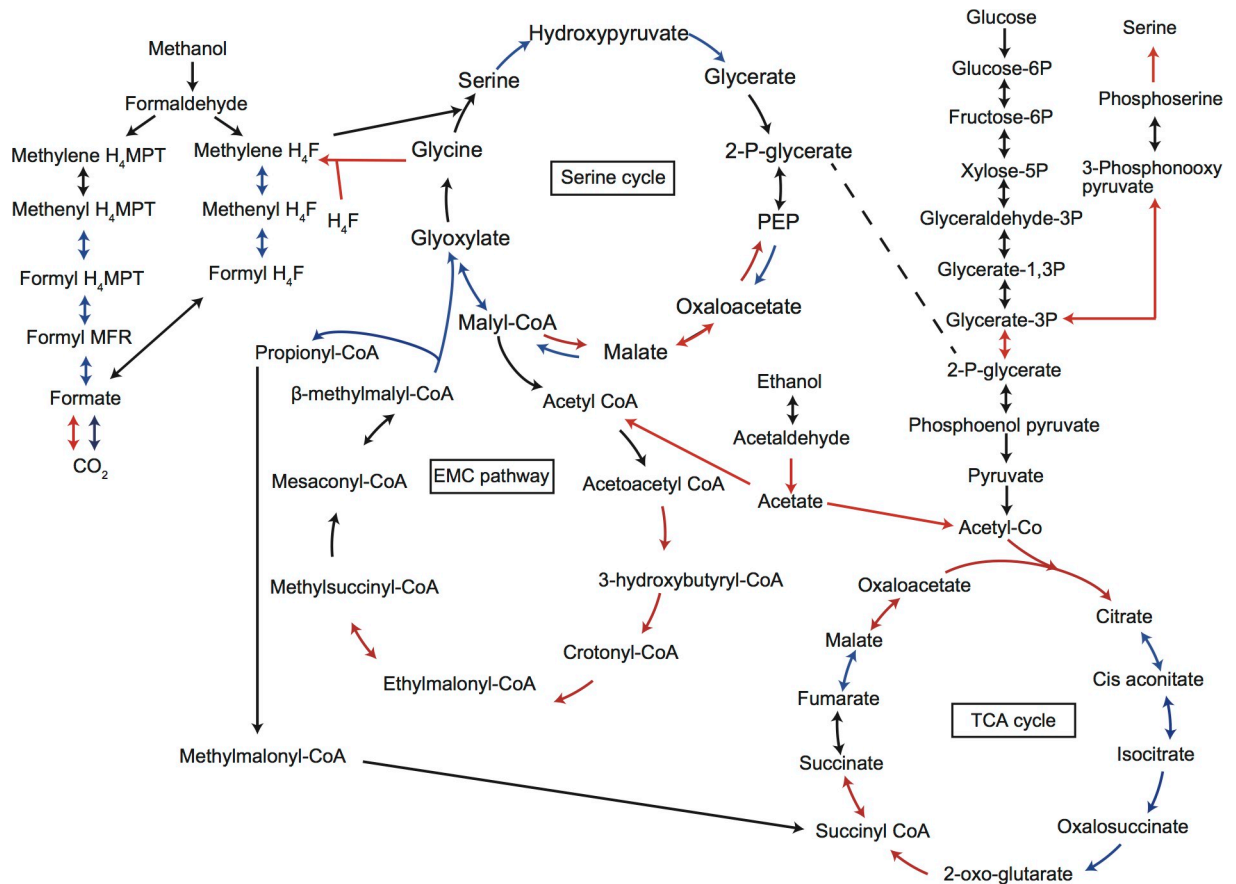 Methanol
Formaldehyde
Methylene H4MPT
Methylene H4F
Methenyl H4MPT
Methenyl H4F
H4F
Formyl H4MPT
Formyl H4F
Formyl MFR
Formate
CO2
Hydroxypyruvate
Serine
Glycerate
Glycine
2-P-glycerate
Serine cycle
Glyoxylate
PEP
Oxaloacetate
Malyl-CoA
Malate
Propionyl-CoA
β-methylmalyl-CoA
Acetyl CoA
Mesaconyl-CoA
EMC pathway
Acetoacetyl CoA
Methylsuccinyl-CoA
3-hydroxybutyryl-CoA
Crotonyl-CoA
Ethylmalonyl-CoA
Methylmalonyl-CoA
Ethanol
Acetaldehyde
Acetate
Glucose
Glucose-6P
Fructose-6P
Xylose-5P
Glyceraldehyde-3P
Glycerate-1,3P
Glycerate-3P
2-P-glycerate
Phosphoenol pyruvate
Pyruvate
Acetyl-Co
Serine
Phosphoserine
3-Phosphonooxy
pyruvate
Oxaloacetate
Citrate
Malate
Cis aconitate
Fumarate
TCA cycle
Isocitrate
Succinate
Oxalosuccinate
Succinyl CoA
2-oxo-glutarate